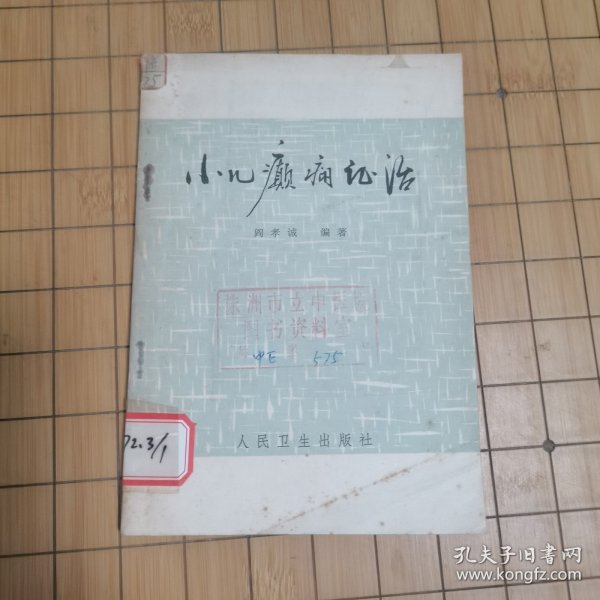 25
小儿癫痫证治
阎孝诚 编著
株洲市立中医院
图书资料室
中E 575
人民卫生出版社
72.3/1
孔夫子旧书网
www.kongfz.com